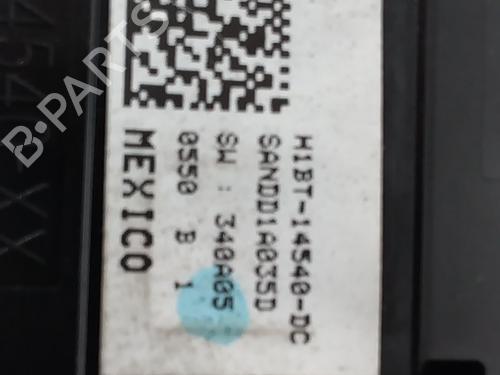 H1BT-14540-DC
SANDD1A035D
SW : 340A05
0550 B 1
MEXICO
B-PARTS